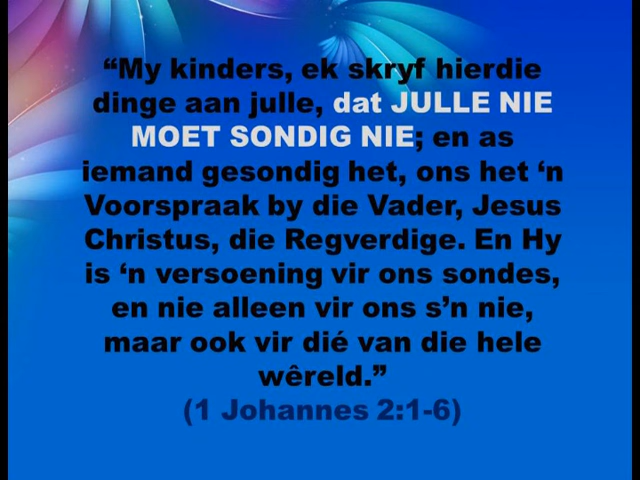 “My kinders, ek skryf hierdie
dinge aan julle, dat JULLE NIE
MOET SONDIG NIE; en as
iemand gesondig het, ons het ‘n
Voorspraak by die Vader, Jesus
Christus, die Regverdige. En Hy
is ‘n versoening vir ons sondes,
en nie alleen vir ons s’n nie,
maar ook vir dié van die hele
wêreld.”
(1 Johannes 2:1-6)